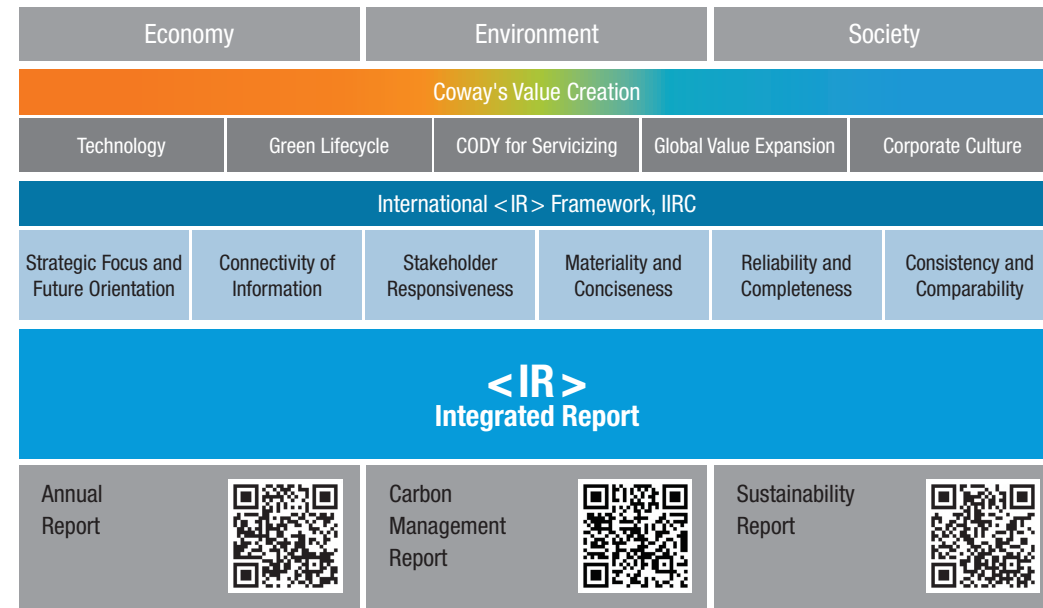 Economy
Environment
Society
Coway's Value Creation
Technology
Green Lifecycle
CODY for Servicizing
Global Value Expansion
Corporate Culture
International <IR> Framework, IIRC
Strategic Focus and
Future Orientation
Connectivity of
Information
Stakeholder
Responsiveness
Materiality and
Conciseness
Reliability and
Completeness
Consistency and
Comparability
<IR>
Integrated Report
Annual
Report
Carbon
Management
Report
Sustainability
Report